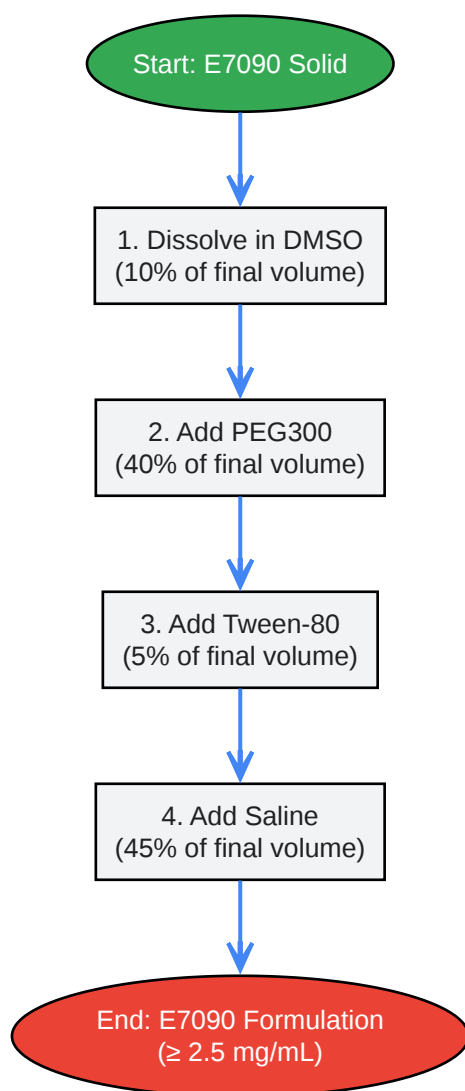 Start: E7090 Solid
1. Dissolve in DMSO
(10% of final volume)
2. Add PEG300
(40% of final volume)
3. Add Tween-80
(5% of final volume)
4. Add Saline
(45% of final volume)
End: E7090 Formulation
(≥ 2.5 mg/mL)